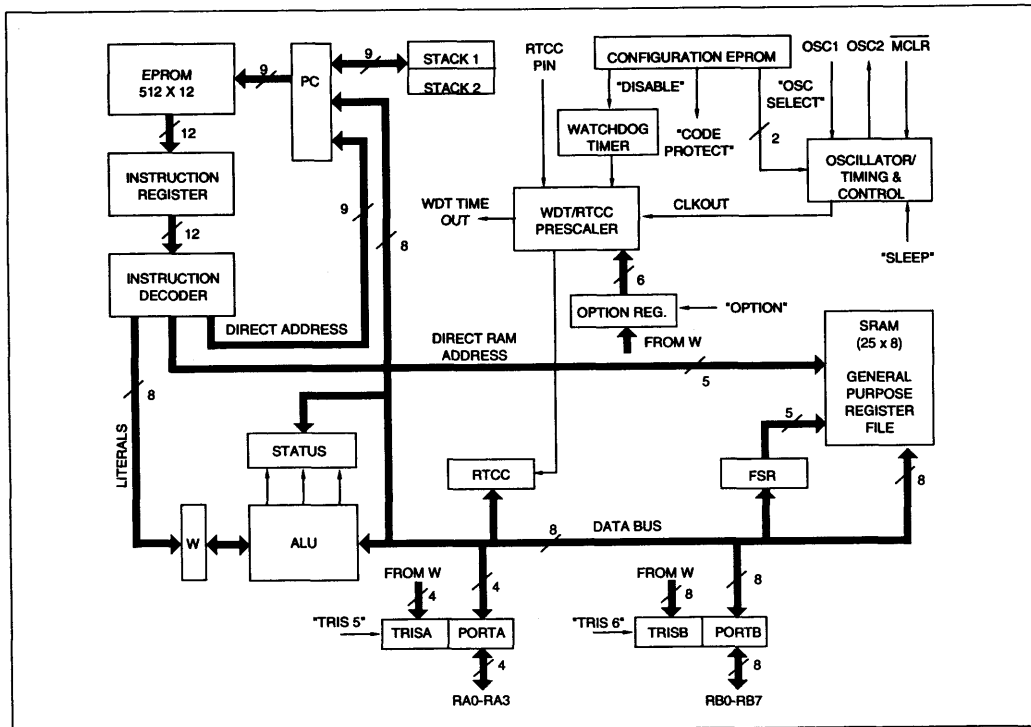 EPROM
512 X 12
9
PC
9
STACK 1
STACK 2
RTCC
PIN
CONFIGURATION EPROM
OSC1 OSC2 MCLR
"DISABLE"
"OSC
SELECT"
WATCHDOG
TIMER
"CODE
PROTECT"
2
12
INSTRUCTION
REGISTER
OSCILLATOR/
TIMING &
CONTROL
9
8
WDT TIME
OUT
WDT/RTCC
PRESCALER
CLKOUT
12
"SLEEP"
INSTRUCTION
DECODER
6
OPTION REG.
"OPTION"
DIRECT ADDRESS
DIRECT RAM
ADDRESS
FROM W
SRAM
(25 x 8)
GENERAL
PURPOSE
REGISTER
FILE
5
8
LITERALS
5
STATUS
RTCC
FSR
8
W
ALU
8
DATA BUS
FROM W
4
4
FROM W
8
8
"TRIS 5"
TRISA
PORTA
"TRIS 6"
TRISB
PORTB
4
8
RA0-RA3
RB0-RB7